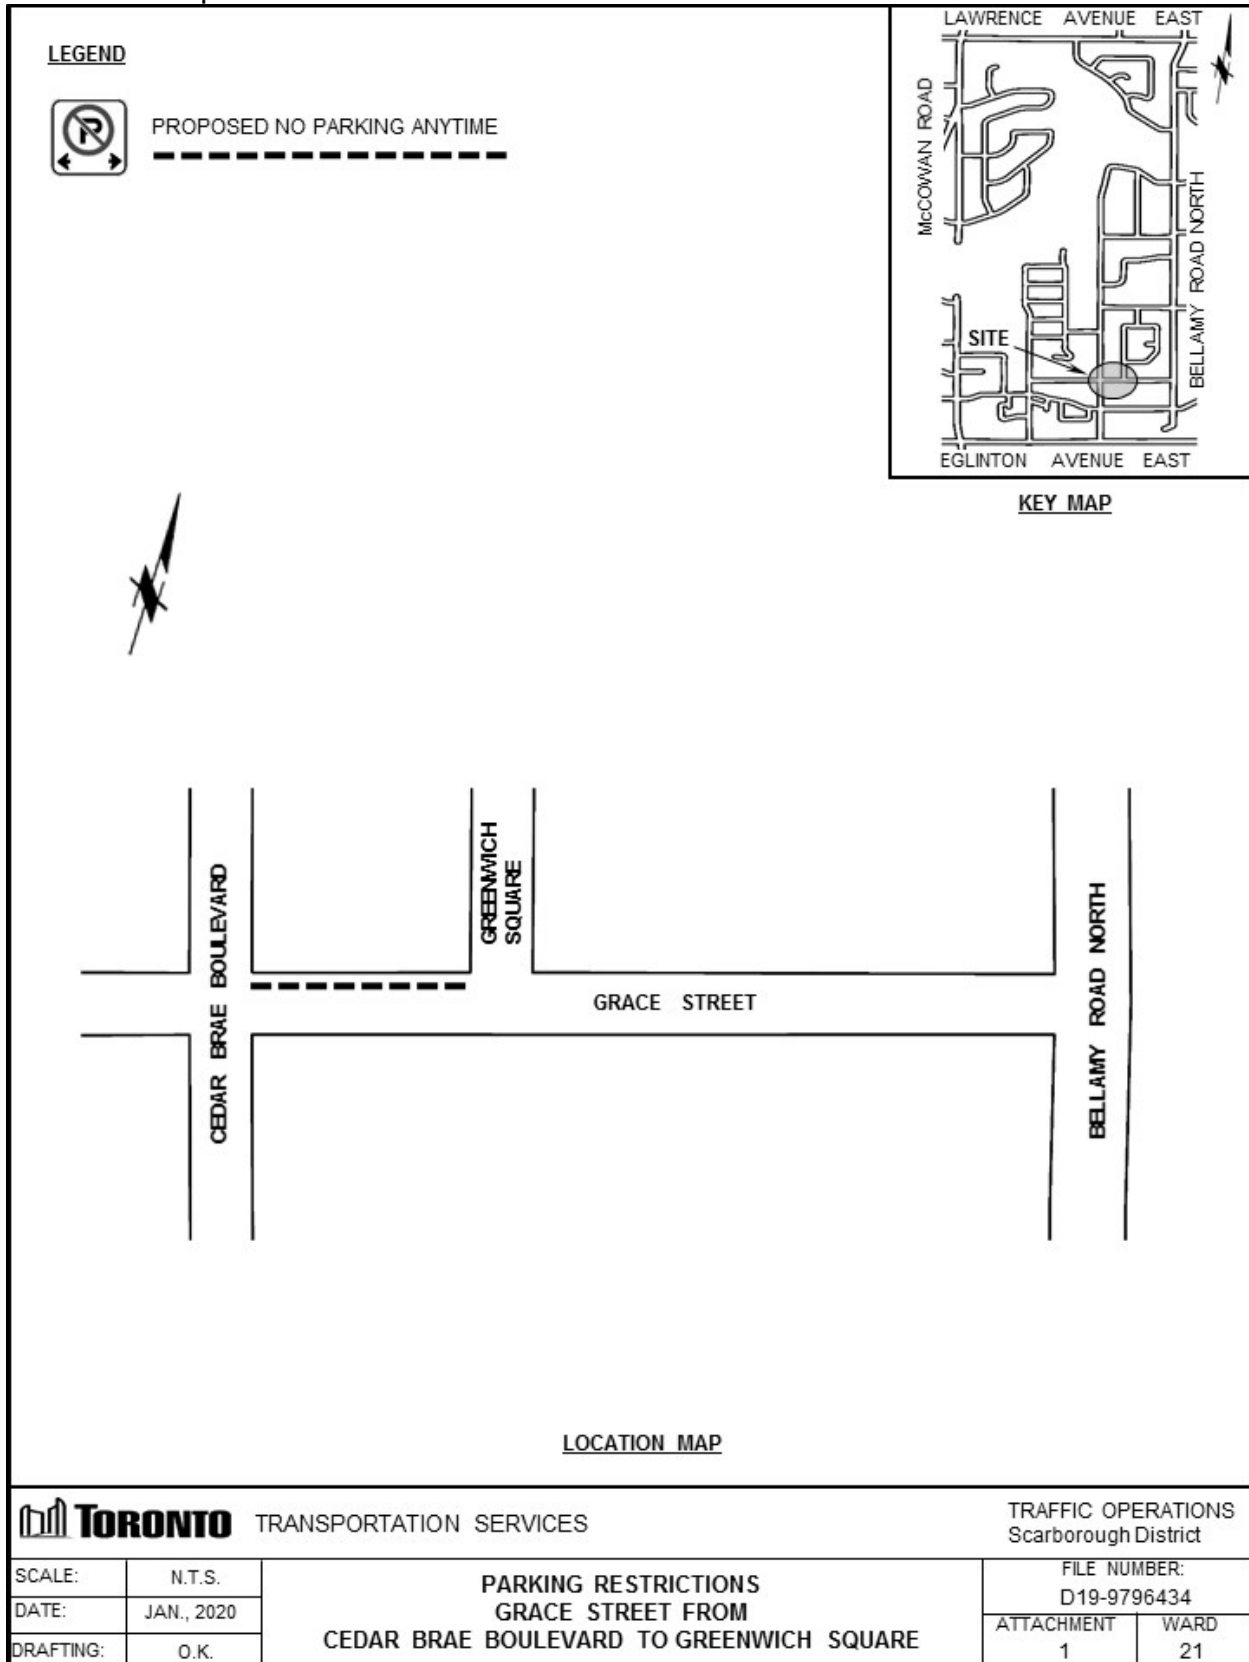 LEGEND
P
PROPOSED NO PARKING ANYTIME
LAWRENCE AVENUE EAST
McCOWAN ROAD
BELLAMY ROAD NORTH
SITE
EGLINTON AVENUE EAST
KEY MAP
CEDAR BRAE BOULEVARD
GREENWICH
SQUARE
GRACE STREET
BELLAMY ROAD NORTH
LOCATION MAP
TORONTO TRANSPORTATION SERVICES
TRAFFIC OPERATIONS
Scarborough District
SCALE: N.T.S.
DATE: JAN., 2020
DRAFTING: O.K.
PARKING RESTRICTIONS
GRACE STREET FROM
CEDAR BRAE BOULEVARD TO GREENWICH SQUARE
FILE NUMBER:
D19-9796434
ATTACHMENT WARD
1 21